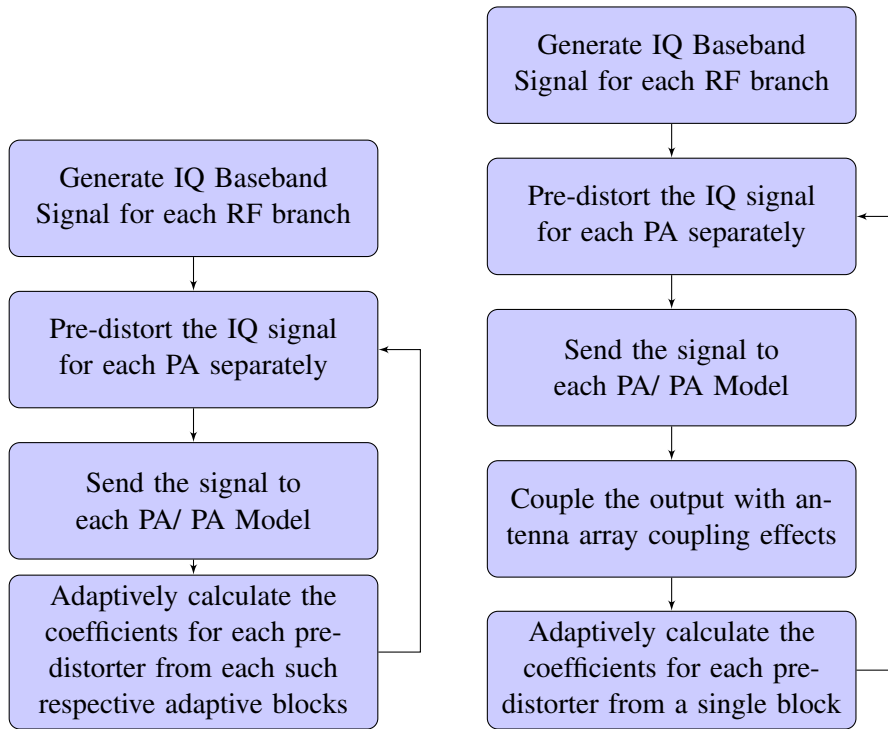 Generate IQ Baseband
Signal for each RF branch
Pre-distort the IQ signal
for each PA separately
Send the signal to
each PA/ PA Model
Adaptively calculate the
coefficients for each pre-
distorter from each such
respective adaptive blocks
Generate IQ Baseband
Signal for each RF branch
Pre-distort the IQ signal
for each PA separately
Send the signal to
each PA/ PA Model
Couple the output with an-
tenna array coupling effects
Adaptively calculate the
coefficients for each pre-
distorter from a single block